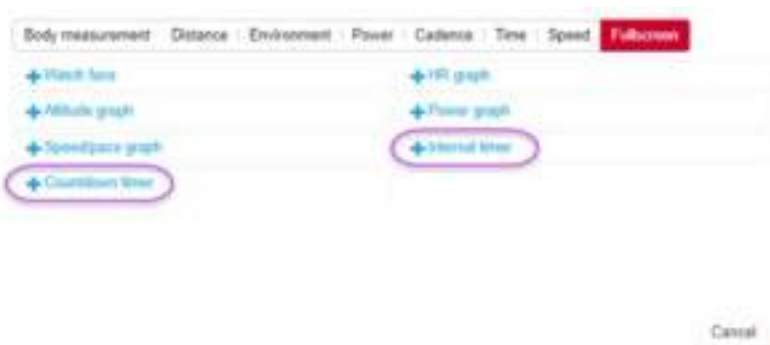 Body measurement Distance Environment Power Cadence Time Speed Fullscreen
Watch face
HR graph
Altitude graph
Power graph
Speed/pace graph
Interval timer
Countdown timer
Cancel